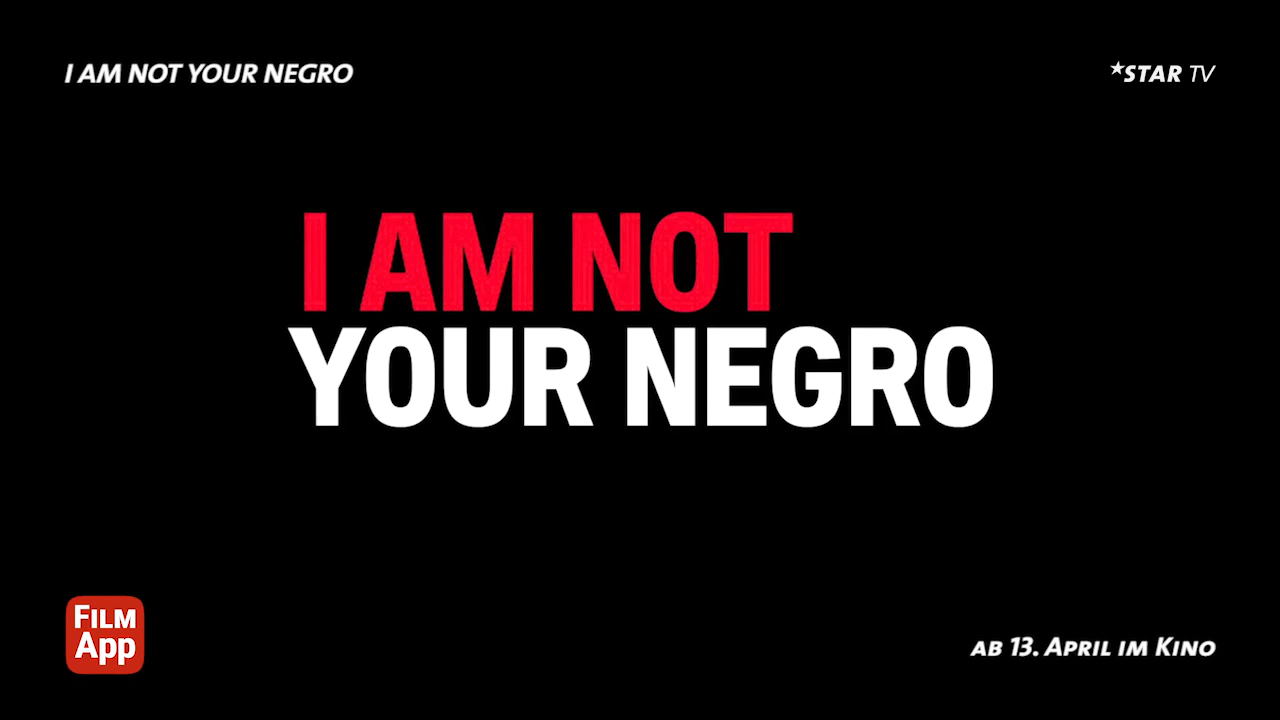 I AM NOT YOUR NEGRO
*STAR TV
I AM NOT
YOUR NEGRO
FILM
App
AB 13. APRIL IM KINO